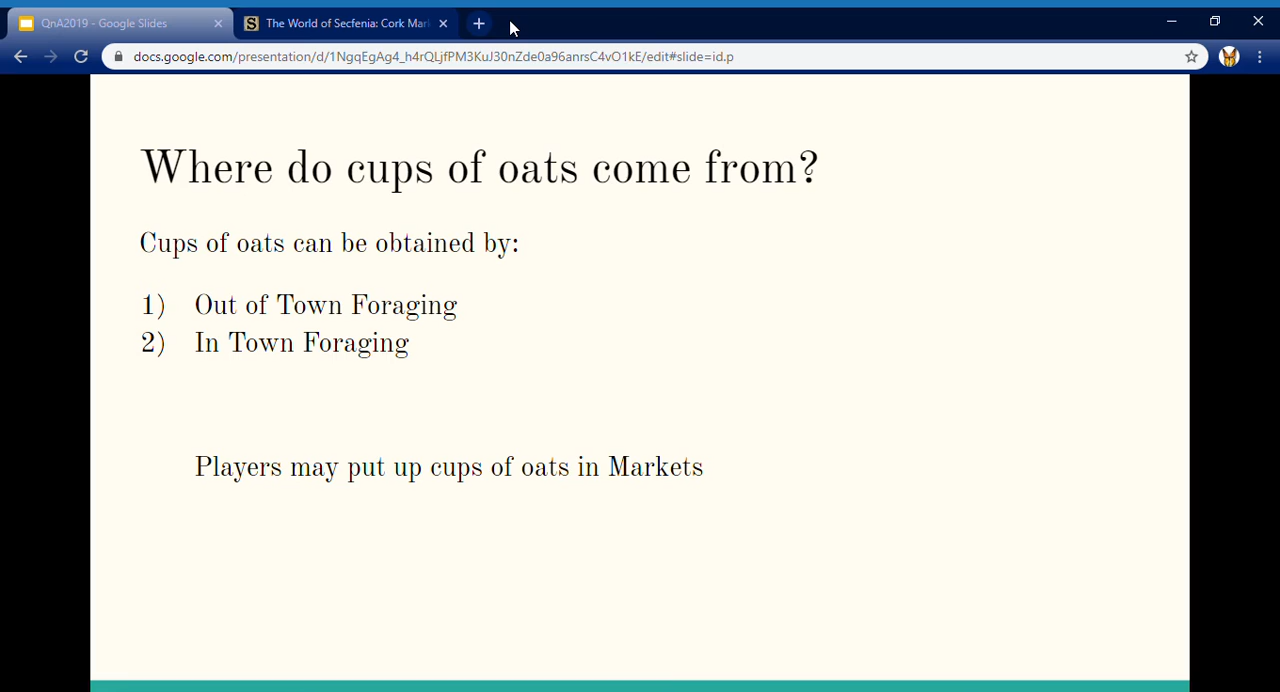 QnA2019 - Google Slides
The World of Secfenia: Cork Mar
docs.google.com/presentation/d/1NgqEgAg4_h4rQLjfPM3KuJ30nZde0a96anrsC4vO1kE/edit#slide=id.p
Where do cups of oats come from?
Cups of oats can be obtained by:
1) Out of Town Foraging
2) In Town Foraging
Players may put up cups of oats in Markets